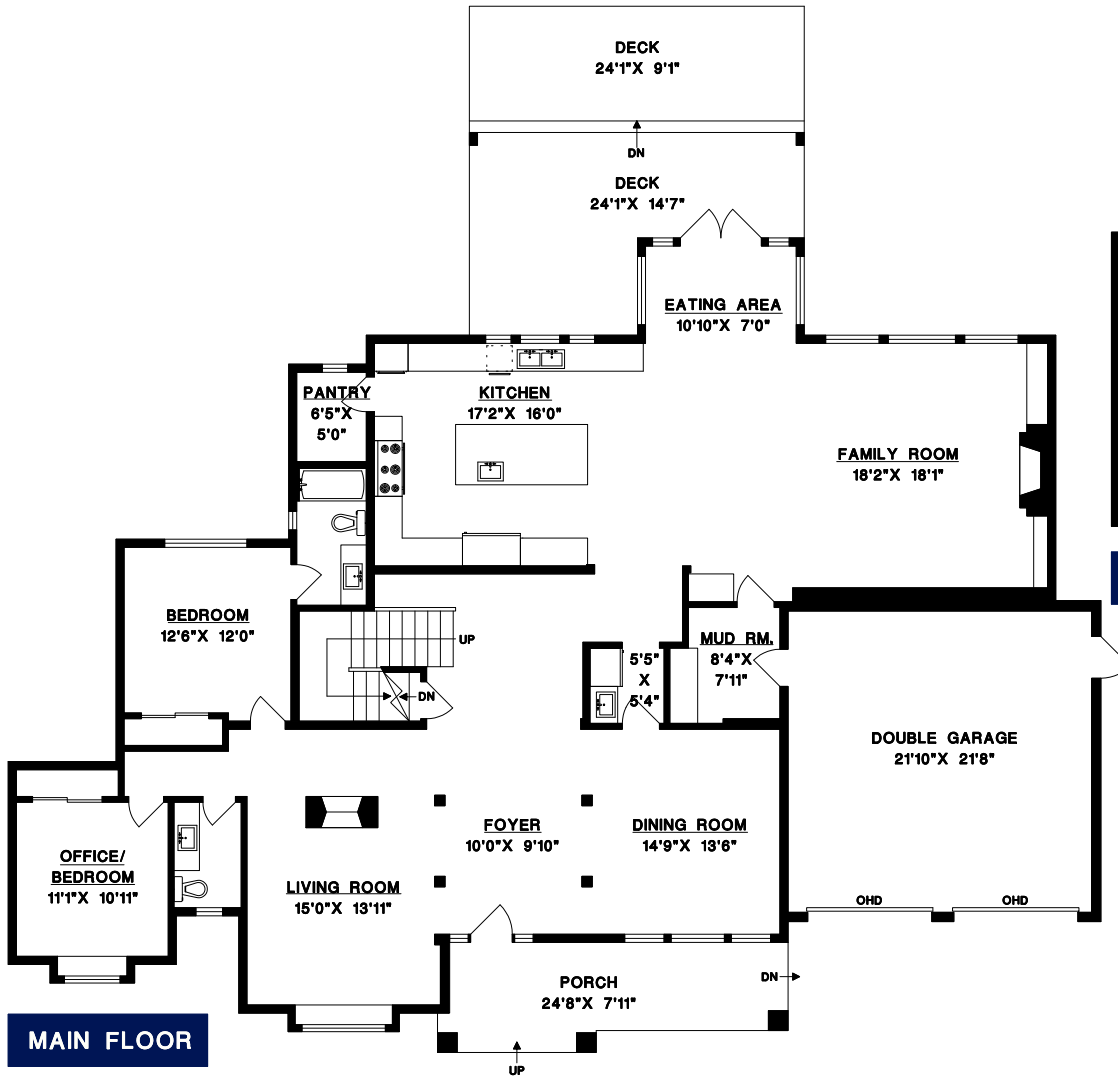 DECK
24'1"X 9'1"
DN
DECK
24'1"X 14'7"
EATING AREA
10'10"X 7'0"
PANTRY
6'5"X
5'0"
KITCHEN
17'2"X 16'0"
FAMILY ROOM
18'2"X 18'1"
BEDROOM
12'6"X 12'0"
UP
DN
5'5"
X
5'4"
MUD RM.
8'4"X
7'11"
DOUBLE GARAGE
21'10"X 21'8"
OFFICE/
BEDROOM
11'1"X 10'11"
LIVING ROOM
15'0"X 13'11"
FOYER
10'0"X 9'10"
DINING ROOM
14'9"X 13'6"
OHD
OHD
PORCH
24'8"X 7'11"
DN
UP
MAIN FLOOR